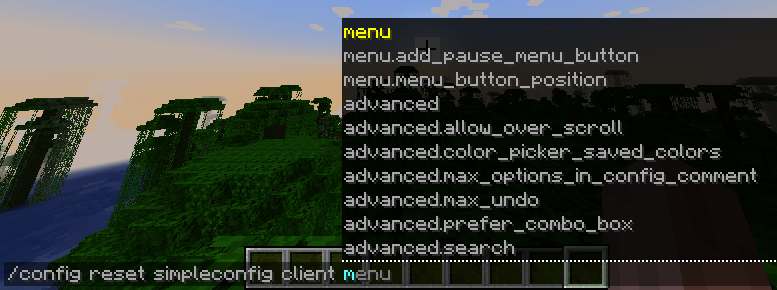 menu
menu.add_pause_menu_button
menu.menu_button_position
advanced
advanced.allow_over_scroll
advanced.color_picker_saved_colors
advanced.max_options_in_config_comment
advanced.max_undo
advanced.prefer_combo_box
advanced.search
/config reset simpleconfig client menu